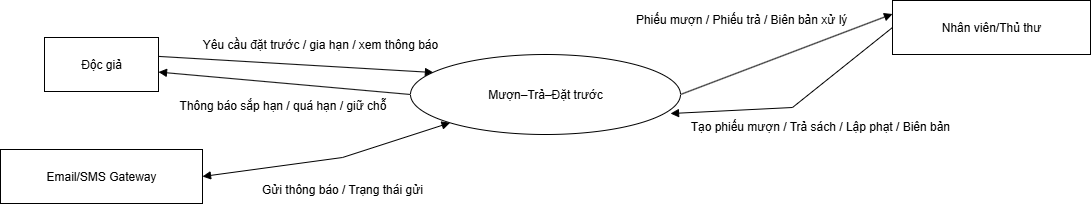 Phiếu mượn / Phiếu trả / Biên bản xử lý
Nhân viên/Thủ thư
Yêu cầu đặt trước / gia hạn / xem thông báo
Độc giả
Mượn–Trả–Đặt trước
Thông báo sắp hạn / quá hạn / giữ chỗ
Tạo phiếu mượn / Trả sách / Lập phạt / Biên bản
Email/SMS Gateway
Gửi thông báo / Trạng thái gửi